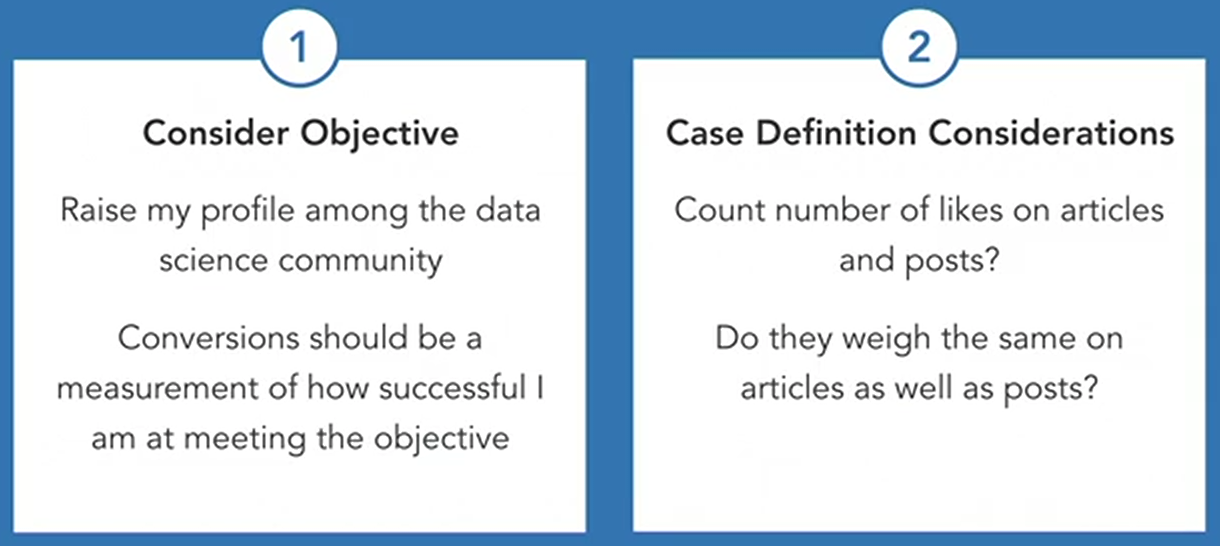 1
Consider Objective
Raise my profile among the data
science community
Conversions should be a
measurement of how successful I
am at meeting the objective
2
Case Definition Considerations
Count number of likes on articles
and posts?
Do they weigh the same on
articles as well as posts?